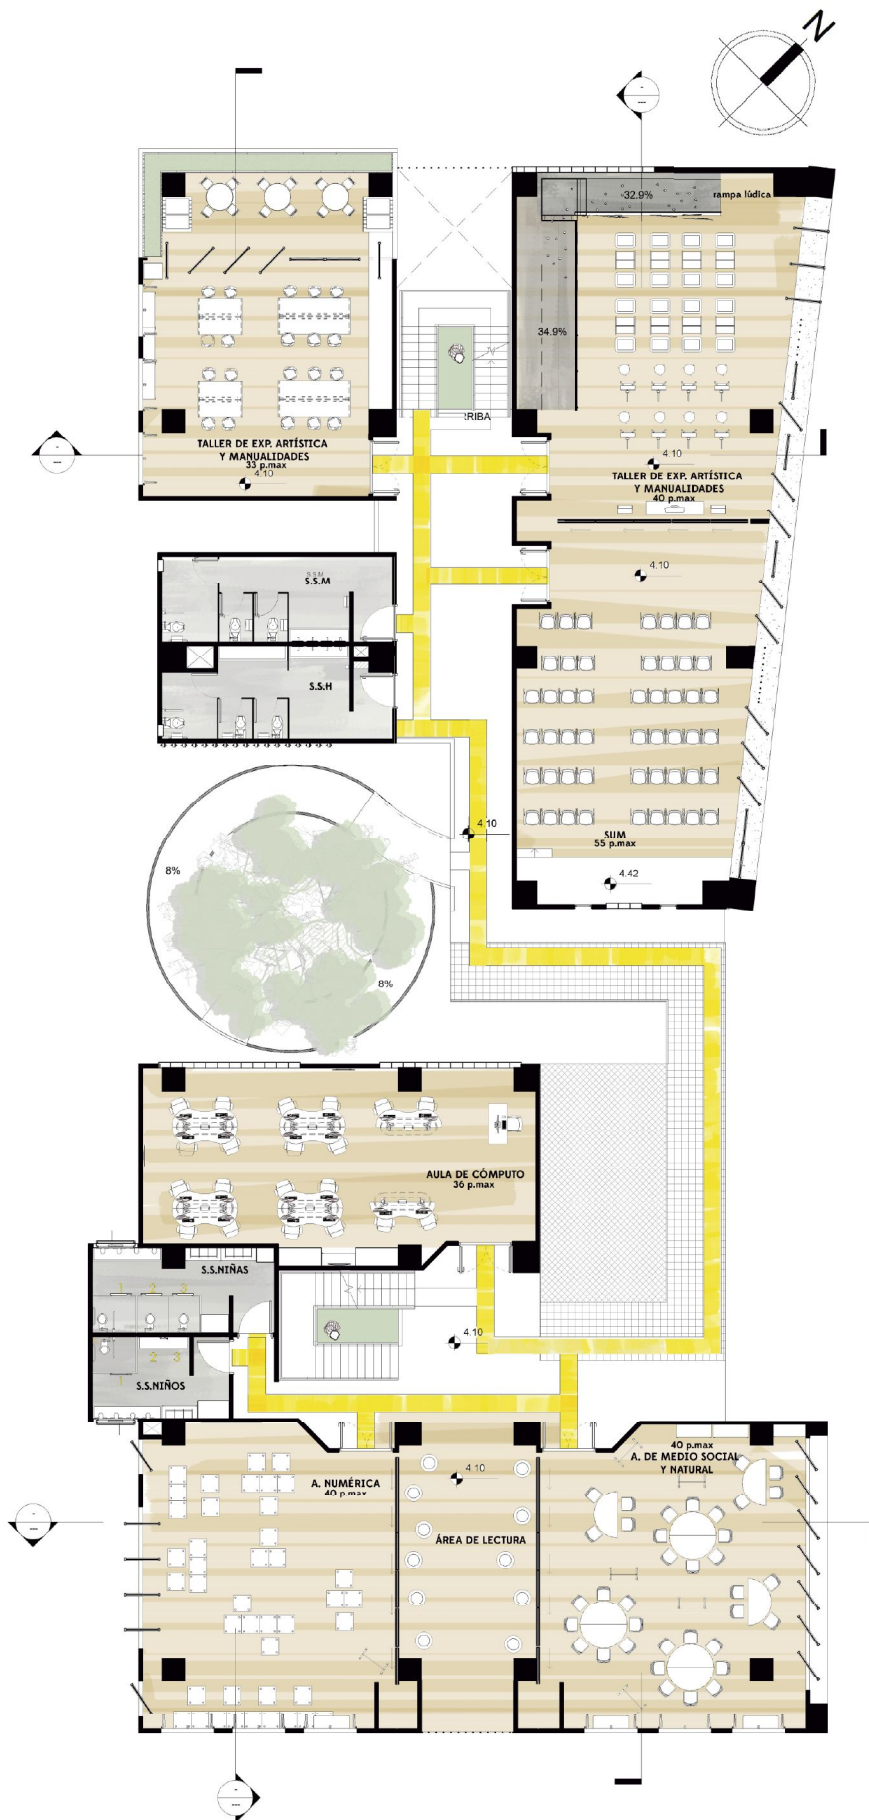 N
-32.9%
rampa lúdica
34.9%
RIBA
TALLER DE EXP. ARTÍSTICA
Y MANUALIDADES
33 p.max
4.10
4.10
TALLER DE EXP. ARTÍSTICA
Y MANUALIDADES
40 p.max
S.S.M
S.S.M
4.10
S.S.H
4.10
SUM
55 p.max
8%
4.42
8%
AULA DE CÓMPUTO
36 p.max
S.S.NIÑAS
1 2 3
4.10
2 3
1
S.S.NIÑOS
A. NUMÉRICA
40 p.max
4.10
ÁREA DE LECTURA
40 p.max
A. DE MEDIO SOCIAL
Y NATURAL